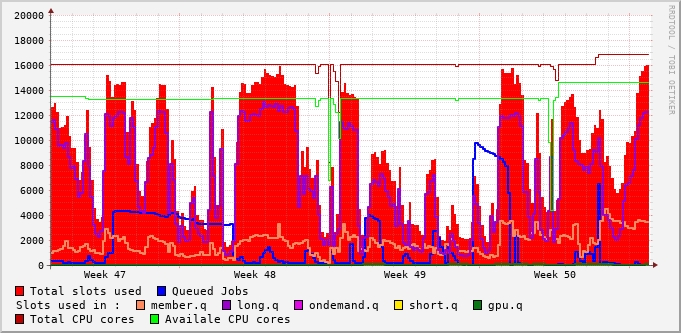 20000
18000
16000
14000
12000
10000
8000
6000
4000
2000
0
Week 47 Week 48 Week 49 Week 50
RRDTOOL / TOBI OETIKER
Total slots used Queued Jobs
Slots used in : member.q long.q ondemand.q short.q gpu.q
Total CPU cores Availale CPU cores